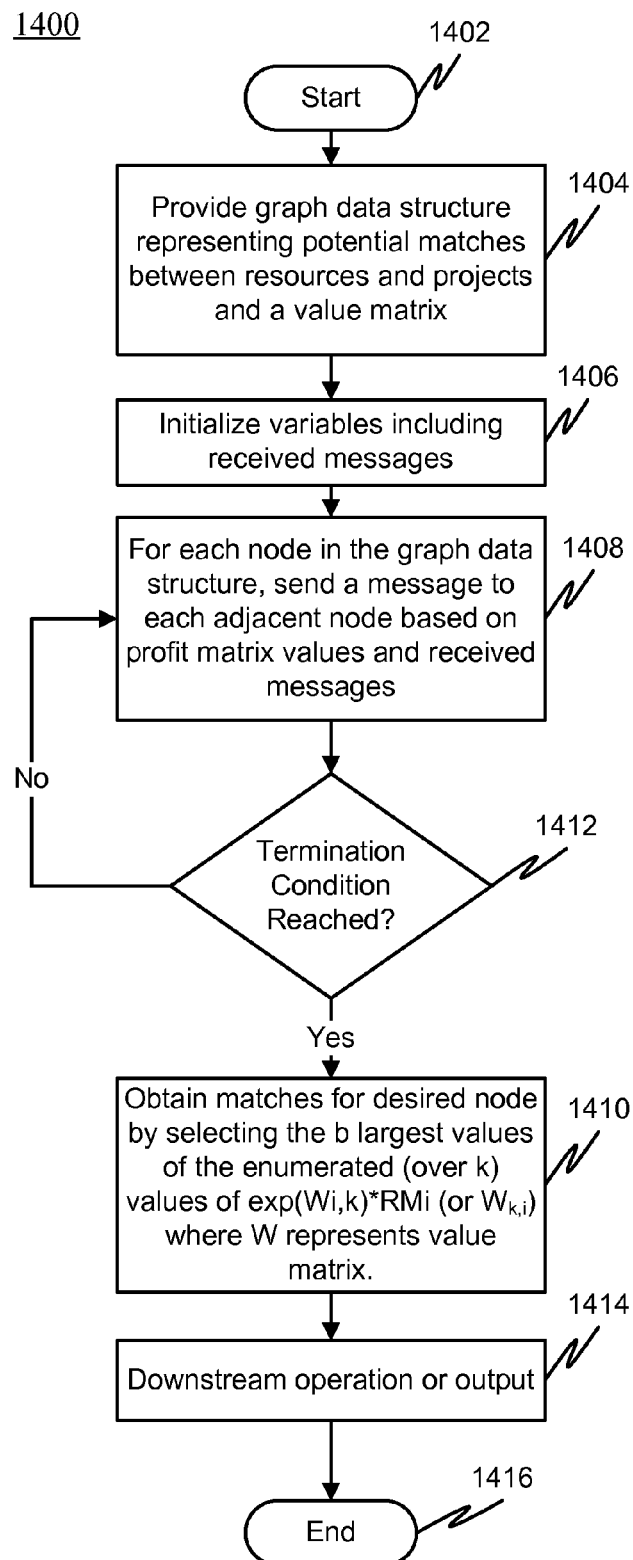 1400
1402
Start
1404
Provide graph data structure
representing potential matches
between resources and projects
and a value matrix
1406
Initialize variables including
received messages
1408
For each node in the graph data
structure, send a message to
each adjacent node based on
profit matrix values and received
messages
No
1412
Termination
Condition
Reached?
Yes
1410
Obtain matches for desired node
by selecting the b largest values
of the enumerated (over k)
values of exp(Wi,k)*RMi (or Wk,i)
where W represents value
matrix.
1414
Downstream operation or output
1416
End